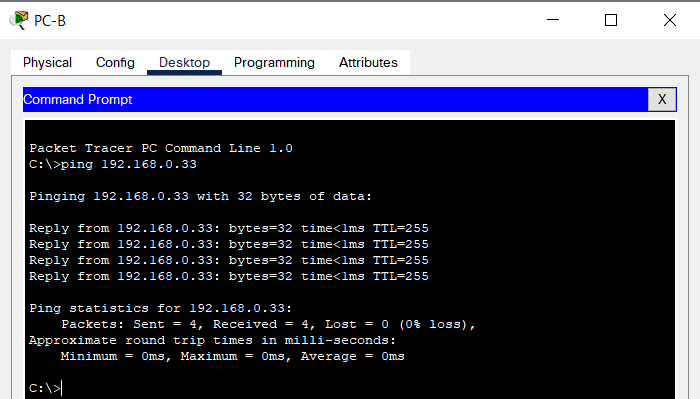 PC-B
Physical Config Desktop Programming Attributes
Command Prompt X
Packet Tracer PC Command Line 1.0
C:\>ping 192.168.0.33
Pinging 192.168.0.33 with 32 bytes of data:
Reply from 192.168.0.33: bytes=32 time<1ms TTL=255
Reply from 192.168.0.33: bytes=32 time<1ms TTL=255
Reply from 192.168.0.33: bytes=32 time<1ms TTL=255
Reply from 192.168.0.33: bytes=32 time<1ms TTL=255
Ping statistics for 192.168.0.33:
Packets: Sent = 4, Received = 4, Lost = 0 (0% loss),
Approximate round trip times in milli-seconds:
Minimum = 0ms, Maximum = 0ms, Average = 0ms
C:\>